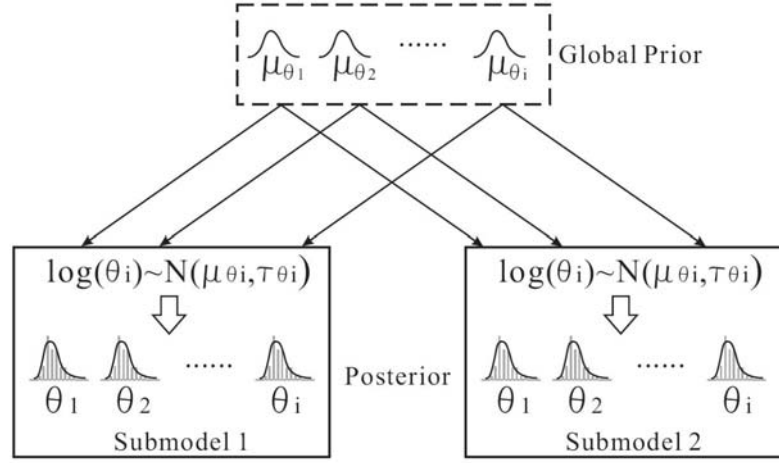 μθ1 μθ2 ······ μθi
Global Prior
log(θi)~N(μθi,τθi)
log(θi)~N(μθi,τθi)
θ1 θ2 ······ θi
Posterior
θ1 θ2 ······ θi
Submodel 1
Submodel 2